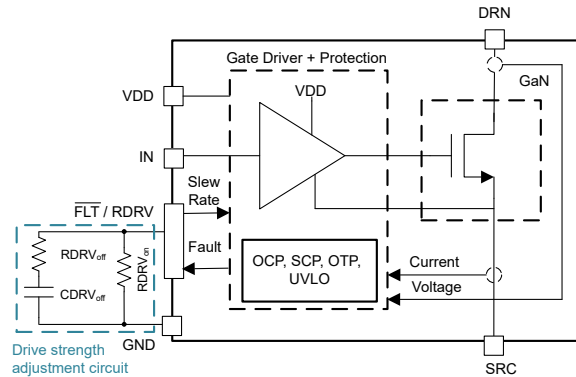 DRN
Gate Driver + Protection
GaN
VDD
VDD
IN
Slew
Rate
FLT / RDRV
Fault
RDRVoff
RDRVon
CDRVoff
OCP, SCP, OTP,
UVLO
Current
Voltage
GND
Drive strength
adjustment circuit
SRC